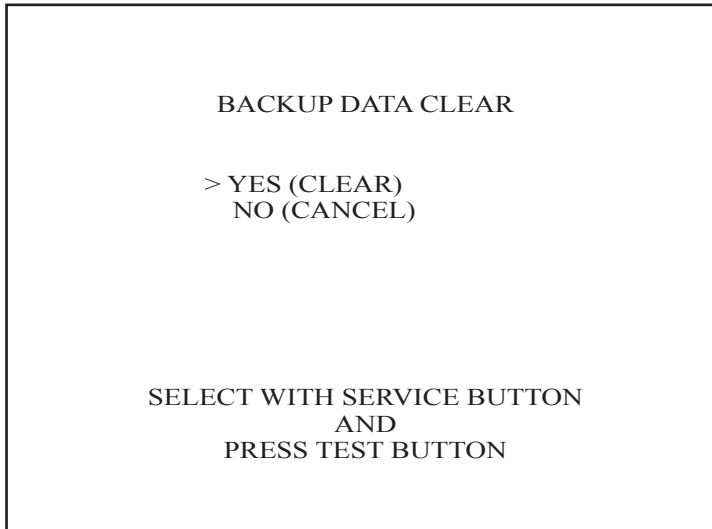 BACKUP DATA CLEAR
> YES (CLEAR)
NO (CANCEL)
SELECT WITH SERVICE BUTTON
AND
PRESS TEST BUTTON